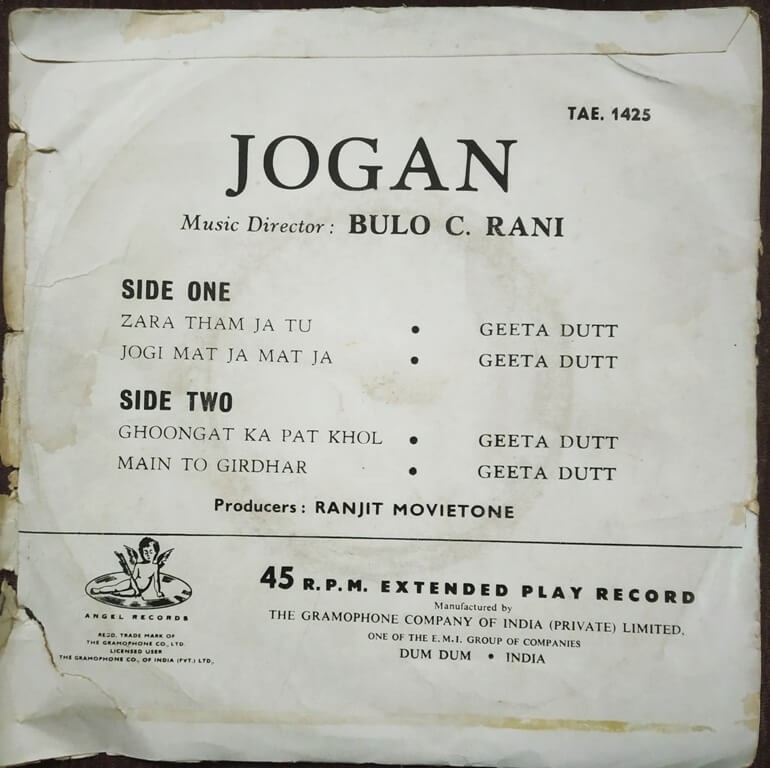 TAE. 1425
JOGAN
Music Director: BULO C. RANI
SIDE ONE
ZARA THAM JA TU • GEETA DUTT
JOGI MAT JA MAT JA • GEETA DUTT
SIDE TWO
GHOONGAT KA PAT KHOL • GEETA DUTT
MAIN TO GIRDHAR • GEETA DUTT
Producers: RANJIT MOVIETONE
ANGEL RECORDS
REGD. TRADE MARK OF
THE GRAMOPHONE CO., LTD.
LICENSED USER
THE GRAMOPHONE CO., OF INDIA (PVT.) LTD.,
45 R.P.M. EXTENDED PLAY RECORD
Manufactured by
THE GRAMOPHONE COMPANY OF INDIA (PRIVATE) LIMITED,
ONE OF THE E.M.I. GROUP OF COMPANIES
DUM DUM • INDIA